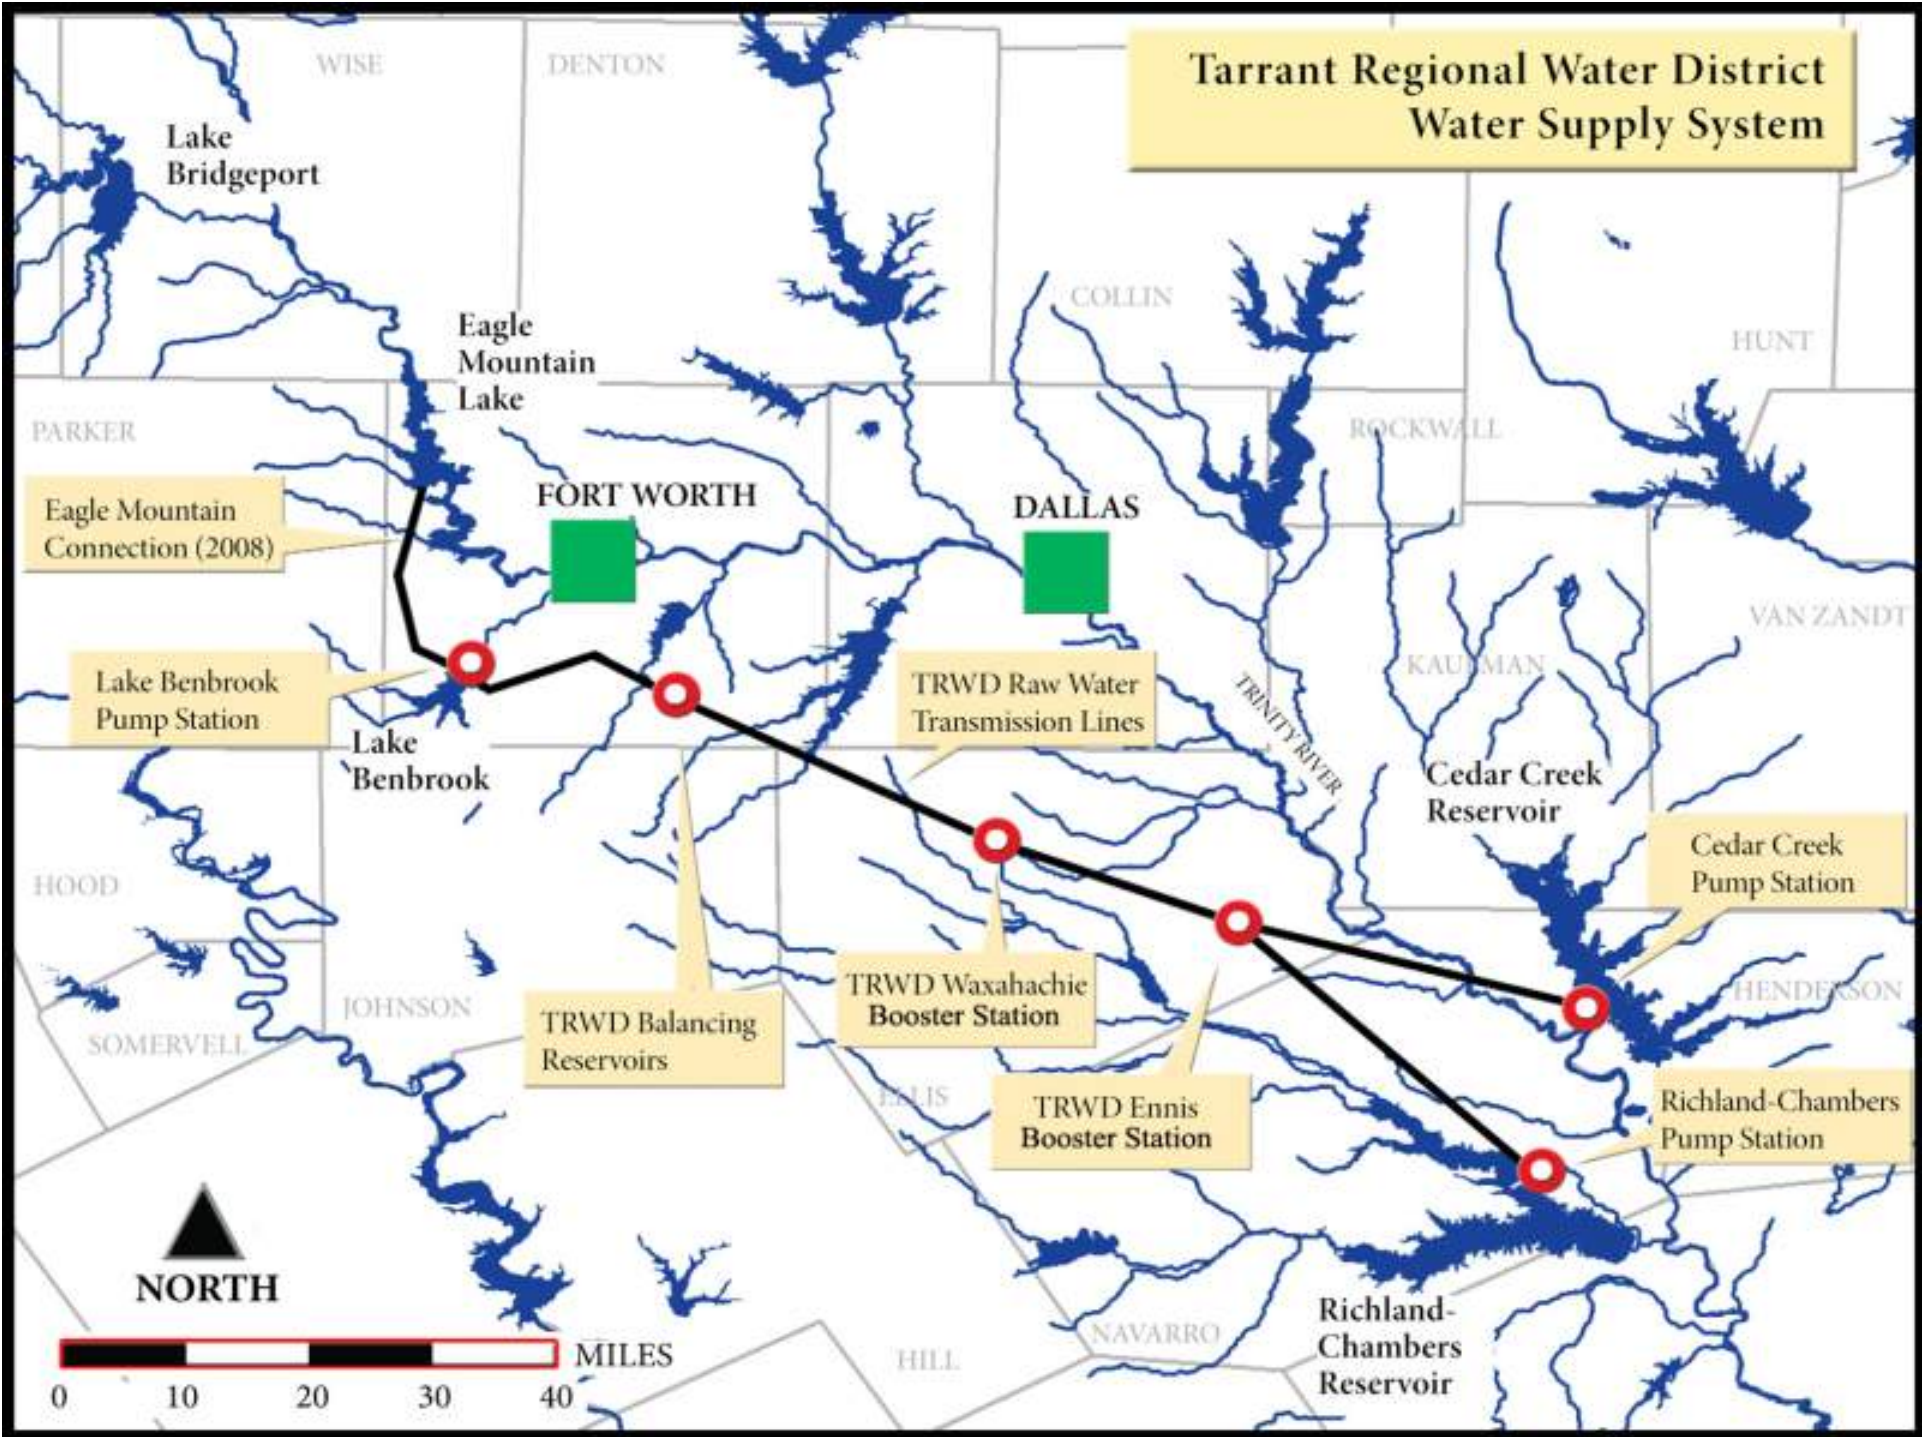 Tarrant Regional Water District
Water Supply System
WISE
DENTON
Lake
Bridgeport
COLLIN
HUNT
Eagle
Mountain
Lake
PARKER
ROCKWALL
Eagle Mountain
Connection (2008)
FORT WORTH
DALLAS
VAN ZANDT
KAUFMAN
Lake Benbrook
Pump Station
TRWD Raw Water
Transmission Lines
TRINITY RIVER
Lake
Benbrook
Cedar Creek
Reservoir
Cedar Creek
Pump Station
HOOD
JOHNSON
SOMERVELL
TRWD Balancing
Reservoirs
TRWD Waxahachie
Booster Station
HENDERSON
ELLIS
TRWD Ennis
Booster Station
Richland-Chambers
Pump Station
NORTH
MILES
0 10 20 30 40
HILL
NAVARRO
Richland-
Chambers
Reservoir